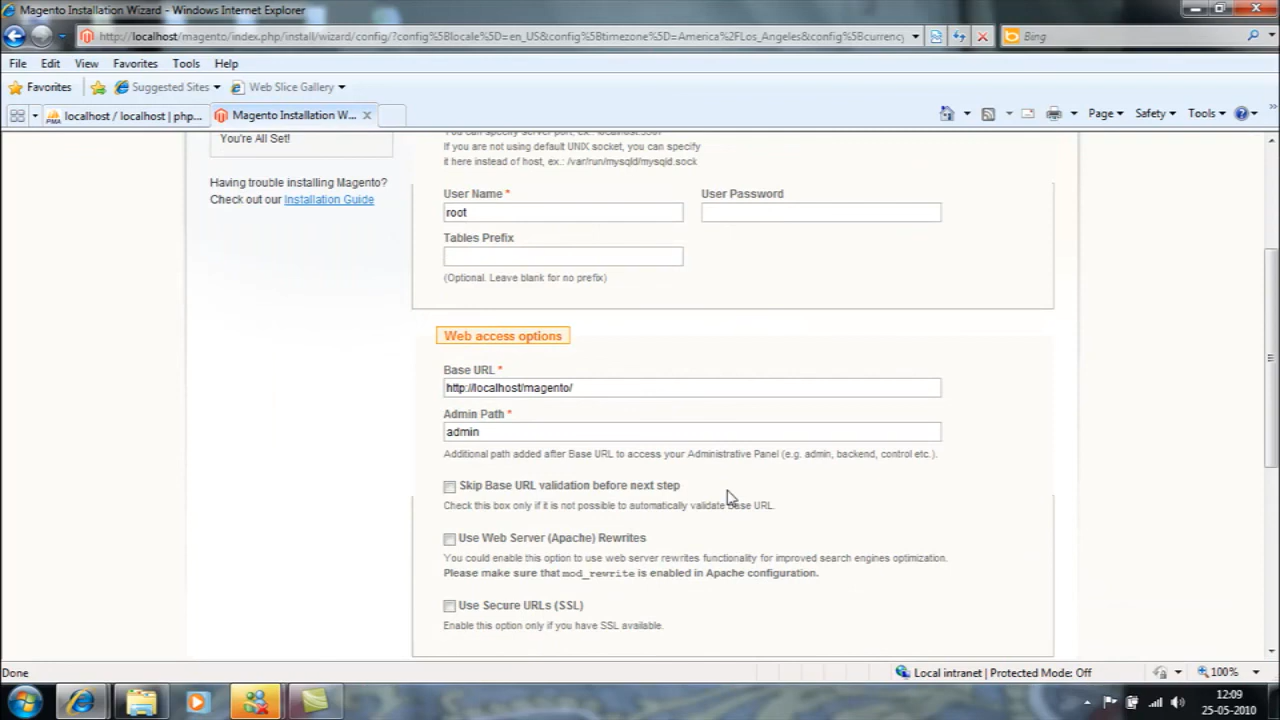 Magento Installation Wizard - Windows Internet Explorer
http://localhost/magento/index.php/install/wizard/config/?config%5Blocale%5D=en_US&config%5Btimezone%5D=America%2FLos_Angeles&config%5Bcurrency
Bing
File Edit View Favorites Tools Help
Favorites Suggested Sites Web Slice Gallery
localhost / localhost | php... Magento Installation W... Page Safety Tools
You're All Set!
Having trouble installing Magento?
Check out our Installation Guide
You can specify server port, ex.: localhost:3307
If you are not using default UNIX socket, you can specify
it here instead of host, ex.: /var/run/mysqld/mysqld.sock
User Name * User Password
root
Tables Prefix
(Optional. Leave blank for no prefix)
Web access options
Base URL *
http://localhost/magento/
Admin Path *
admin
Additional path added after Base URL to access your Administrative Panel (e.g. admin, backend, control etc.).
Skip Base URL validation before next step
Check this box only if it is not possible to automatically validate Base URL.
Use Web Server (Apache) Rewrites
You could enable this option to use web server rewrites functionality for improved search engines optimization.
Please make sure that mod_rewrite is enabled in Apache configuration.
Use Secure URLs (SSL)
Enable this option only if you have SSL available.
Done Local intranet | Protected Mode: Off 100%
12:09
25-05-2010